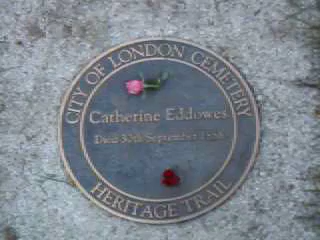 CITY OF LONDON CEMETERY
Catherine Eddowes
Died 30th September 1888
HERITAGE TRAIL